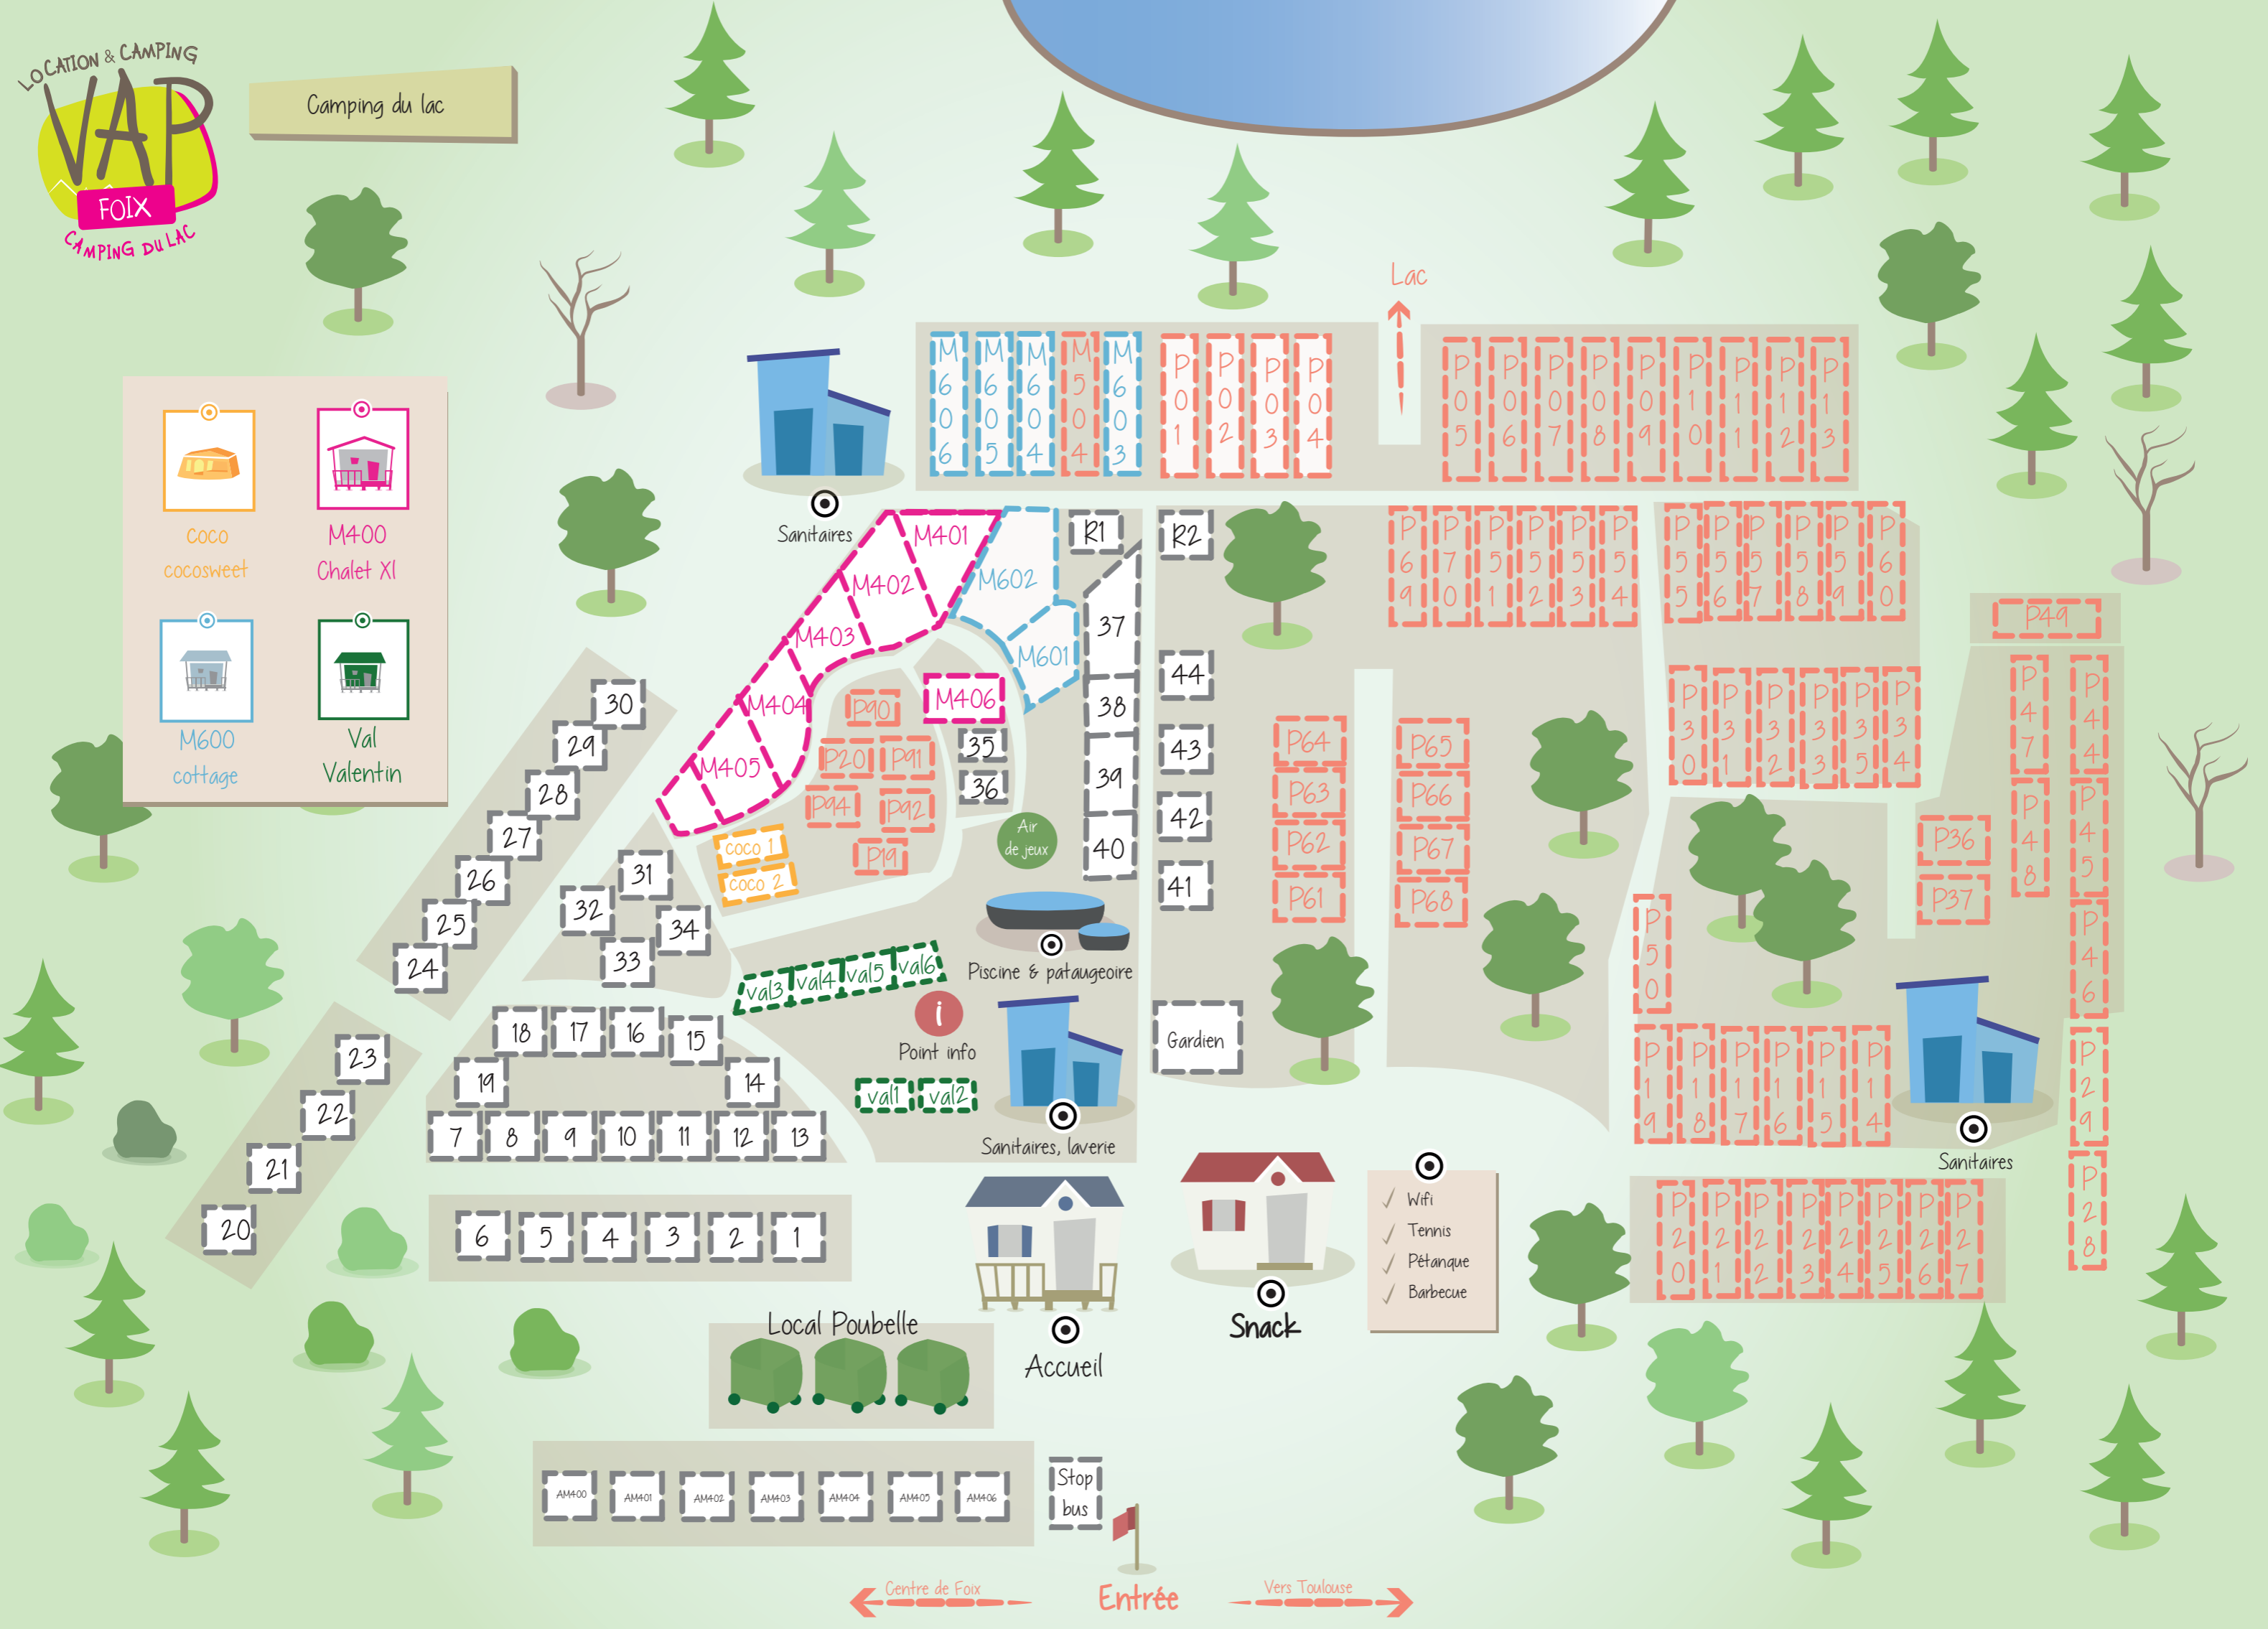 LOCATION & CAMPING
VAP
FOIX
CAMPING DU LAC
Camping du lac
coco
cocosweet
M400
Chalet Xl
M600
cottage
Val
Valentin
Lac
M606
M605
M604
M504
M603
P01
P02
P03
P04
P05
P06
P07
P08
P09
P10
P11
P12
P13
Sanitaires
M401
M402
M403
M404
M405
M602
M601
M406
R1
R2
37
38
39
40
44
43
42
41
P69
P70
P51
P52
P53
P54
P55
P56
P57
P58
P59
P60
P49
P30
P31
P32
P33
P35
P34
P47
P44
P48
P45
P46
P36
P37
P64
P63
P62
P61
P65
P66
P67
P68
P90
P20
P91
P94
P92
P19
35
36
coco 1
coco 2
Air
de jeux
30
29
28
27
26
25
24
31
32
34
33
Piscine & pataugeoire
val3
val4
val5
val6
i
Point info
val1
val2
Sanitaires, laverie
Gardien
P50
P19
P18
P17
P16
P15
P14
Sanitaires
P29
P28
P20
P21
P22
P23
P24
P25
P26
P27
23
22
21
20
18
17
16
15
19
14
7
8
9
10
11
12
13
6
5
4
3
2
1
Wifi
Tennis
Pétanque
Barbecue
Snack
Accueil
Local Poubelle
AM400
AM401
AM402
AM403
AM404
AM405
AM406
Stop
bus
Centre de Foix
Entrée
Vers Toulouse